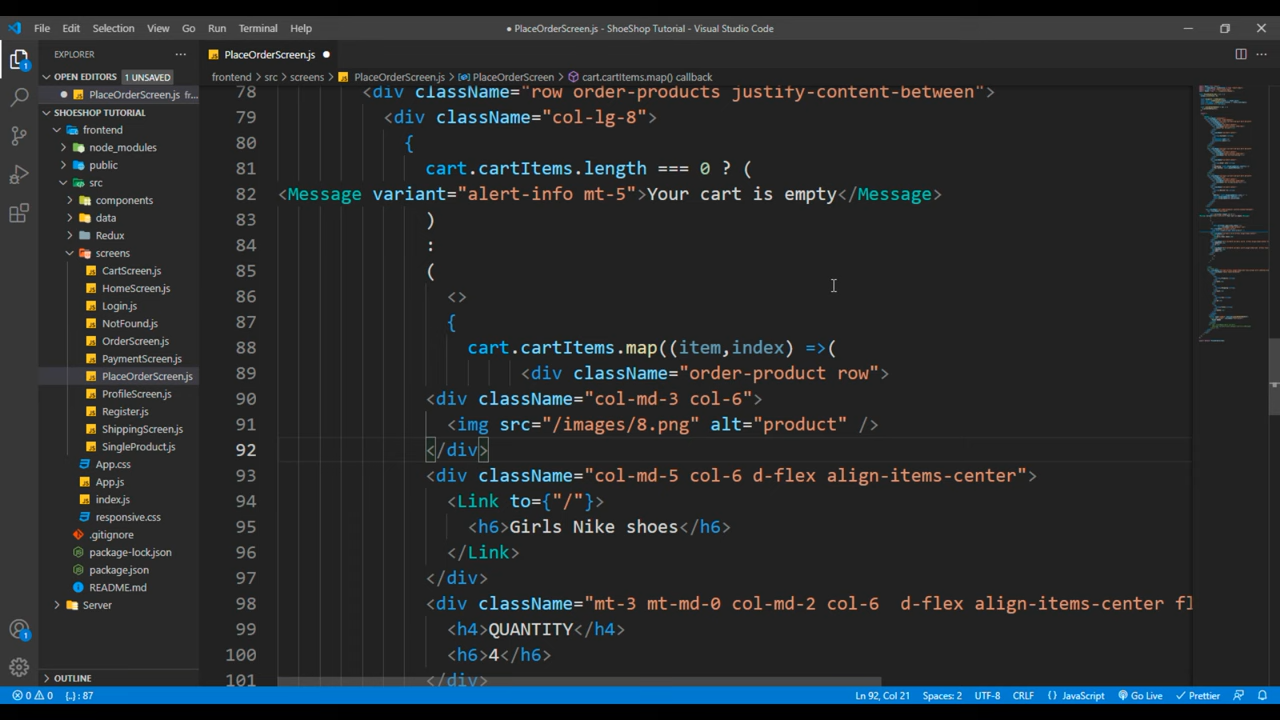 File Edit Selection View Go Run Terminal Help
● PlaceOrderScreen.js - ShoeShop Tutorial - Visual Studio Code
EXPLORER ···
OPEN EDITORS 1 UNSAVED
● PlaceOrderScreen.js fr...
SHOESHOP TUTORIAL
frontend
node_modules
public
src
components
data
Redux
screens
CartScreen.js
HomeScreen.js
Login.js
NotFound.js
OrderScreen.js
PaymentScreen.js
PlaceOrderScreen.js
ProfileScreen.js
Register.js
ShippingScreen.js
SingleProduct.js
App.css
App.js
index.js
responsive.css
.gitignore
package-lock.json
package.json
README.md
Server
OUTLINE
PlaceOrderScreen.js ●
frontend > src > screens > PlaceOrderScreen.js > PlaceOrderScreen > cart.cartItems.map() callback
78 <div className="row order-products justify-content-between">
79 <div className="col-lg-8">
80 {
81 cart.cartItems.length === 0 ? (
82 <Message variant="alert-info mt-5">Your cart is empty</Message>
83 )
84 :
85 (
86 <>
87 {
88 cart.cartItems.map((item,index) =>(
89 <div className="order-product row">
90 <div className="col-md-3 col-6">
91 <img src="/images/8.png" alt="product" />
92 </div>
93 <div className="col-md-5 col-6 d-flex align-items-center">
94 <Link to={"/"}>
95 <h6>Girls Nike shoes</h6>
96 </Link>
97 </div>
98 <div className="mt-3 mt-md-0 col-md-2 col-6  d-flex align-items-center fl
99 <h4>QUANTITY</h4>
100 <h6>4</h6>
101 </div>
0 0 {..} : 87 Ln 92, Col 21 Spaces: 2 UTF-8 CRLF {} JavaScript Go Live Prettier